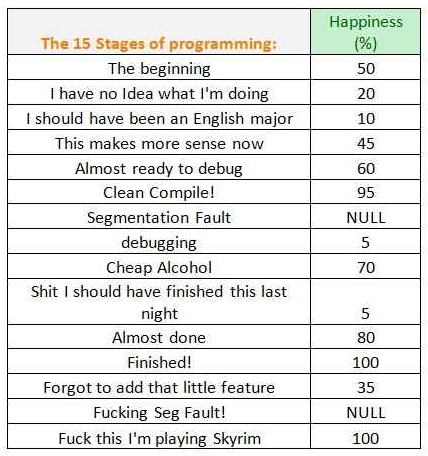 The 15 Stages of programming: Happiness (%)
The beginning 50
I have no Idea what I'm doing 20
I should have been an English major 10
This makes more sense now 45
Almost ready to debug 60
Clean Compile! 95
Segmentation Fault NULL
debugging 5
Cheap Alcohol 70
Shit I should have finished this last
night 5
Almost done 80
Finished! 100
Forgot to add that little feature 35
Fucking Seg Fault! NULL
Fuck this I'm playing Skyrim 100